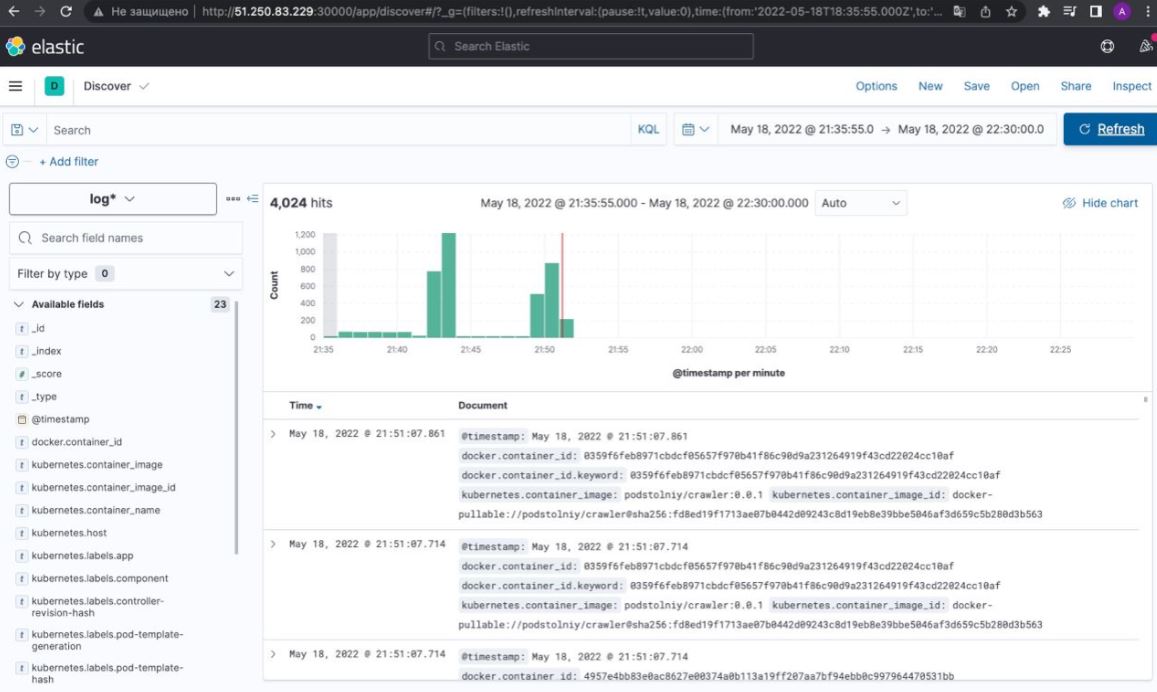 Не защищено | http://51.250.83.229:30000/app/discover#/?_g=(filters:!(),refreshInterval:(pause:!t,value:0),time:(from:'2022-05-18T18:35:55.000Z',to:'...
A
elastic
Search Elastic
D Discover
Options New Save Open Share Inspect
Search KQL May 18, 2022 @ 21:35:55.0 → May 18, 2022 @ 22:30:00.0 Refresh
+ Add filter
log*
Search field names
Filter by type 0
Available fields 23
t _id
t _index
# _score
t _type
@timestamp
t docker.container_id
t kubernetes.container_image
t kubernetes.container_image_id
t kubernetes.container_name
t kubernetes.host
t kubernetes.labels.app
t kubernetes.labels.component
t kubernetes.labels.controller-
revision-hash
t kubernetes.labels.pod-template-
generation
t kubernetes.labels.pod-template-
hash
4,024 hits May 18, 2022 @ 21:35:55.000 - May 18, 2022 @ 22:30:00.000 Auto Hide chart
Count
1,200
1,000
800
600
400
200
0
21:35 21:40 21:45 21:50 21:55 22:00 22:05 22:10 22:15 22:20 22:25
@timestamp per minute
Time Document
May 18, 2022 @ 21:51:07.861 @timestamp: May 18, 2022 @ 21:51:07.861
docker.container_id: 0359f6feb8971cbdcf05657f970b41f86c90d9a231264919f43cd22024cc10af
docker.container_id.keyword: 0359f6feb8971cbdcf05657f970b41f86c90d9a231264919f43cd22024cc10af
kubernetes.container_image: podstolniy/crawler:0.0.1 kubernetes.container_image_id: docker-
pullable://podstolniy/crawler@sha256:fd8ed19f1713ae07b0442d09243c8d19eb8e39bbe5046af3d659c5b280d3b563
May 18, 2022 @ 21:51:07.714 @timestamp: May 18, 2022 @ 21:51:07.714
docker.container_id: 0359f6feb8971cbdcf05657f970b41f86c90d9a231264919f43cd22024cc10af
docker.container_id.keyword: 0359f6feb8971cbdcf05657f970b41f86c90d9a231264919f43cd22024cc10af
kubernetes.container_image: podstolniy/crawler:0.0.1 kubernetes.container_image_id: docker-
pullable://podstolniy/crawler@sha256:fd8ed19f1713ae07b0442d09243c8d19eb8e39bbe5046af3d659c5b280d3b563
May 18, 2022 @ 21:51:07.714 @timestamp: May 18, 2022 @ 21:51:07.714
docker.container_id: 4957e4bb83e0ac8627e00374a0b113a19ff207aa7bf94ebb0c997964470531bb